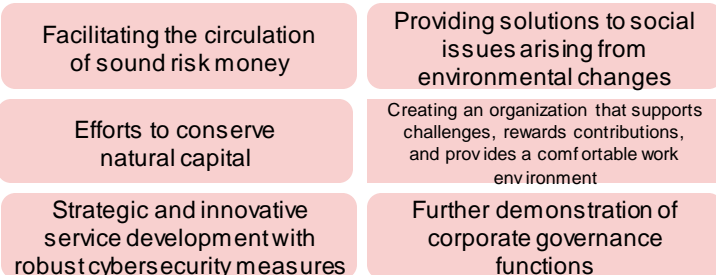 Facilitating the circulation
of sound risk money
Providing solutions to social
issues arising from
environmental changes
Efforts to conserve
natural capital
Creating an organization that supports
challenges, rewards contributions,
and provides a comfortable work
environment
Strategic and innovative
service development with
robust cybersecurity measures
Further demonstration of
corporate governance
functions